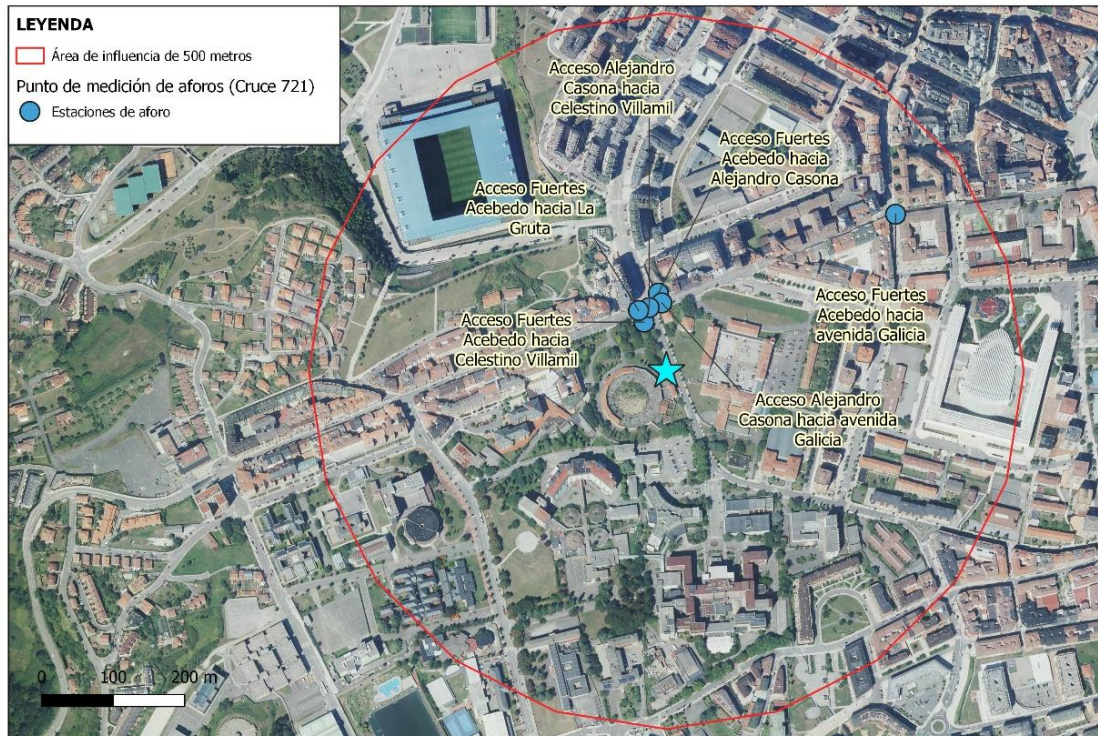 LEYENDA
Área de influencia de 500 metros
Punto de medición de aforos (Cruce 721)
Estaciones de aforo
Acceso Alejandro
Casona hacia
Celestino Villamil
Acceso Fuertes
Acebedo hacia
Alejandro Casona
Acceso Fuertes
Acebedo hacia La
Gruta
Acceso Fuertes
Acebedo hacia
Celestino Villamil
Acceso Fuertes
Acebedo hacia
avenida Galicia
Acceso Alejandro
Casona hacia avenida
Galicia
0 100 200 m